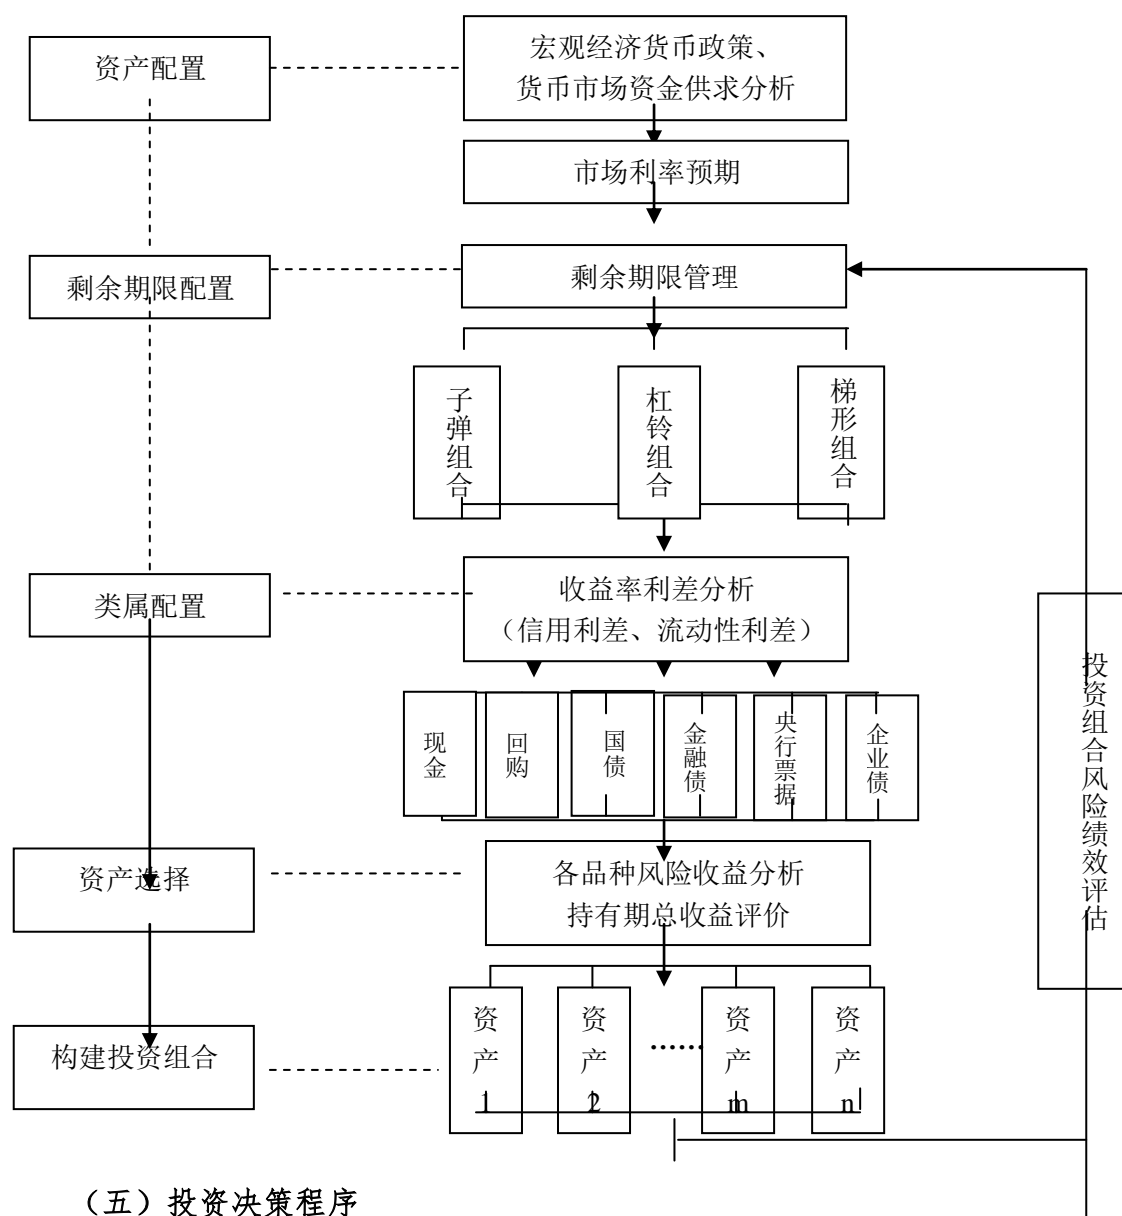 资产配置
宏观经济货币政策、
货币市场资金供求分析
市场利率预期
剩余期限配置
剩余期限管理
子弹组合
杠铃组合
梯形组合
类属配置
收益率利差分析
（信用利差、流动性利差）
现金
回购
国债
金融债
央行票据
企业债
投资组合风险绩效评估
资产选择
各品种风险收益分析
持有期总收益评价
构建投资组合
资产1
资产2
……
资产m
资产n
（五）投资决策程序